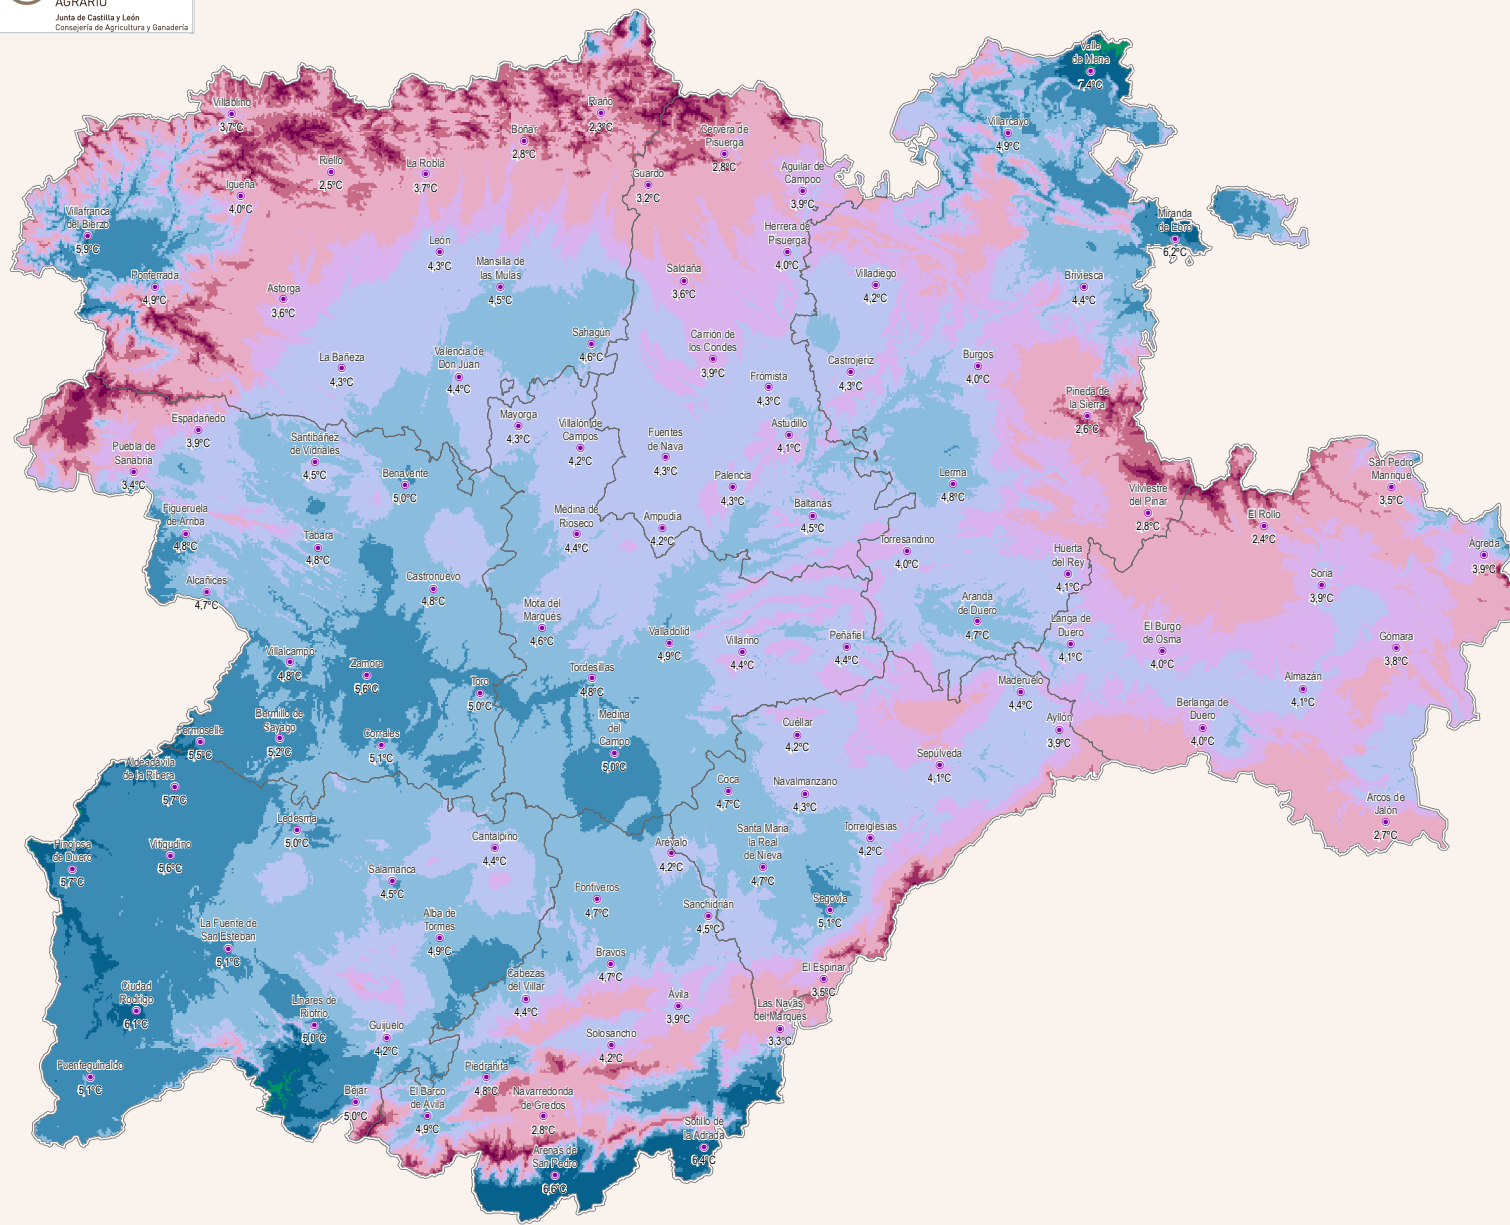 AGRARIO
Junta de Castilla y León
Consejería de Agricultura y Ganadería
Valle
de Mena
7,4°C
Villablino
3,7°C
Riaño
2,3°C
Boñar
2,8°C
Cervera de
Pisuerga
2,8°C
Villarcayo
4,9°C
Riello
2,5°C
La Robla
3,7°C
Guardo
3,2°C
Aguilar de
Campoo
3,9°C
Igueña
4,0°C
Villafranca
del Bierzo
5,9°C
Miranda
de Ebro
6,2°C
León
4,3°C
Herrera de
Pisuerga
4,0°C
Ponferrada
4,9°C
Mansilla de
las Mulas
4,5°C
Saldaña
3,6°C
Villadiego
4,2°C
Briviesca
4,4°C
Astorga
3,6°C
Sahagún
4,6°C
Carrión de
los Condes
3,9°C
La Bañeza
4,3°C
Valencia de
Don Juan
4,4°C
Castrojeriz
4,3°C
Burgos
4,0°C
Frómista
4,3°C
Pineda de
la Sierra
2,6°C
Espadañedo
3,9°C
Mayorga
4,3°C
Villalón de
Campos
4,2°C
Fuentes
de Nava
4,3°C
Astudillo
4,1°C
Puebla de
Sanabria
3,4°C
Santibáñez
de Vidriales
4,5°C
Benavente
5,0°C
Palencia
4,3°C
Lerma
4,8°C
San Pedro
Manrique
3,5°C
Vilviestre
del Pinar
2,8°C
El Rollo
2,4°C
Figueruela
de Arriba
4,8°C
Tábara
4,8°C
Medina de
Rioseco
4,4°C
Ampudia
4,2°C
Baltanás
4,5°C
Torresandino
4,0°C
Huerta
del Rey
4,1°C
Ágreda
3,9°C
Alcañices
4,7°C
Castronuevo
4,8°C
Soria
3,9°C
Mota del
Marqués
4,6°C
Aranda
de Duero
4,7°C
Valladolid
4,9°C
Villarino
4,4°C
Peñafiel
4,4°C
Langa de
Duero
4,1°C
El Burgo
de Osma
4,0°C
Gómara
3,8°C
Villalcampo
4,8°C
Zamora
5,6°C
Toro
5,0°C
Tordesillas
4,8°C
Maderuelo
4,4°C
Almazán
4,1°C
Fermoselle
5,5°C
Bermillo de
Sayago
5,2°C
Corrales
5,1°C
Medina
del
Campo
5,0°C
Cuéllar
4,2°C
Ayllón
3,9°C
Berlanga de
Duero
4,0°C
Aldeadávila
de la Ribera
5,7°C
Sepúlveda
4,1°C
Coca
4,7°C
Navalmanzano
4,3°C
Arcos de
Jalón
2,7°C
Ledesma
5,0°C
Hinojosa
de Duero
5,7°C
Vitigudino
5,6°C
Cantalpino
4,4°C
Arévalo
4,2°C
Santa María
la Real
de Nieva
4,7°C
Torreiglesias
4,2°C
Salamanca
4,5°C
Fontiveros
4,7°C
Sanchidrián
4,5°C
Segovia
5,1°C
La Fuente de
San Esteban
5,1°C
Alba de
Tormes
4,9°C
Bravos
4,7°C
El Espinar
3,5°C
Ciudad
Rodrigo
6,1°C
Linares de
Riofrío
5,0°C
Cabezas
del Villar
4,4°C
Ávila
3,9°C
Las Navas
del Marqués
3,3°C
Guijuelo
4,2°C
Solosancho
4,2°C
Fuenteguinaldo
5,1°C
Piedrahíta
4,8°C
Béjar
5,0°C
El Barco
de Ávila
4,9°C
Navarredonda
de Gredos
2,8°C
Sotillo de
la Adrada
6,4°C
Arenas de
San Pedro
6,6°C